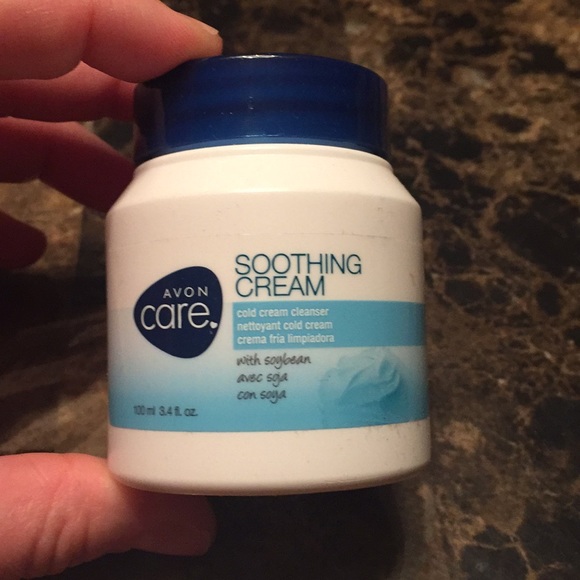 AVON
care
SOOTHING
CREAM
cold cream cleanser
nettoyant cold cream
crema fría limpiadora
with soybean
avec soja
con soya
100 ml 3.4 fl. oz.